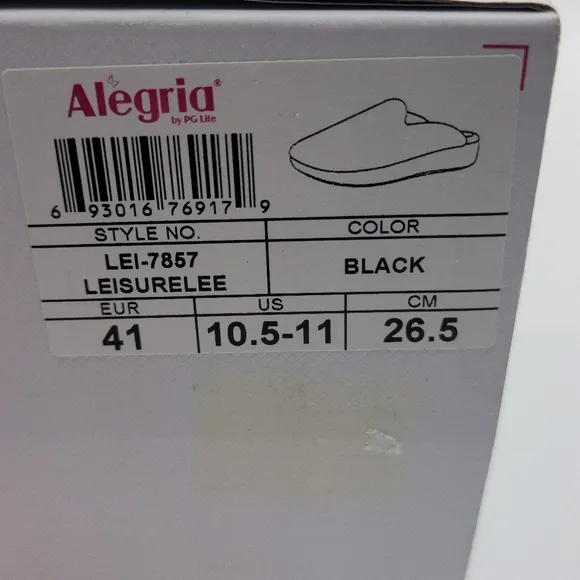 Alegria®
by PG Lite
6 93016 76917 9
STYLE NO. COLOR
LEI-7857
LEISURELEE
BLACK
EUR US CM
41 10.5-11 26.5